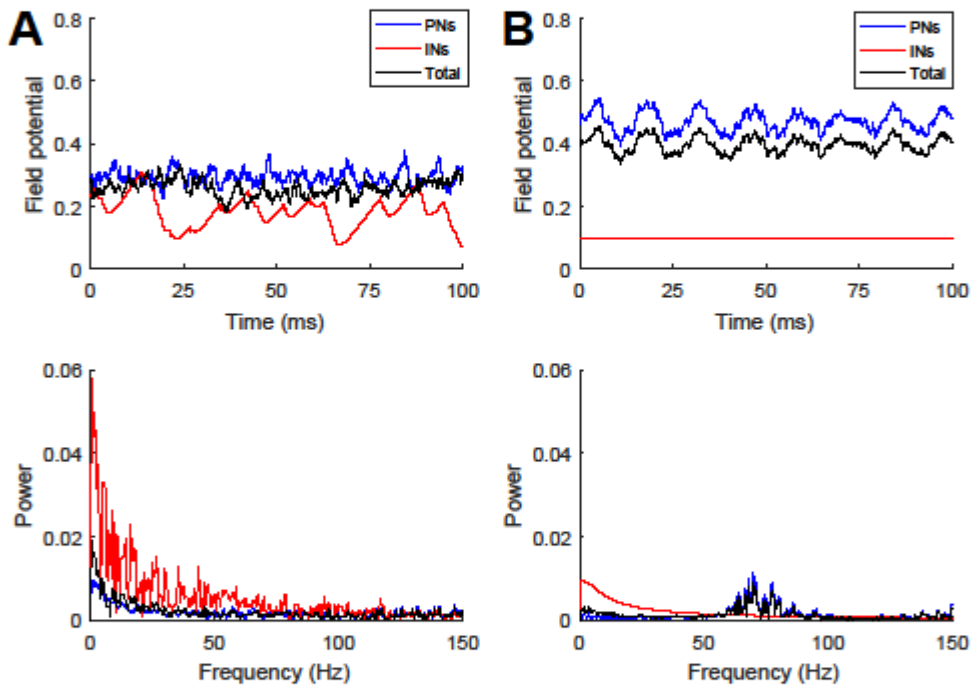 A
0.8
0.6
0.4
0.2
0
Field potential
PNs
INs
Total
0 25 50 75 100
Time (ms)
B
0.8
0.6
0.4
0.2
0
Field potential
PNs
INs
Total
0 25 50 75 100
Time (ms)
0.06
0.04
0.02
0
Power
0 50 100 150
Frequency (Hz)
0.06
0.04
0.02
0
Power
0 50 100 150
Frequency (Hz)